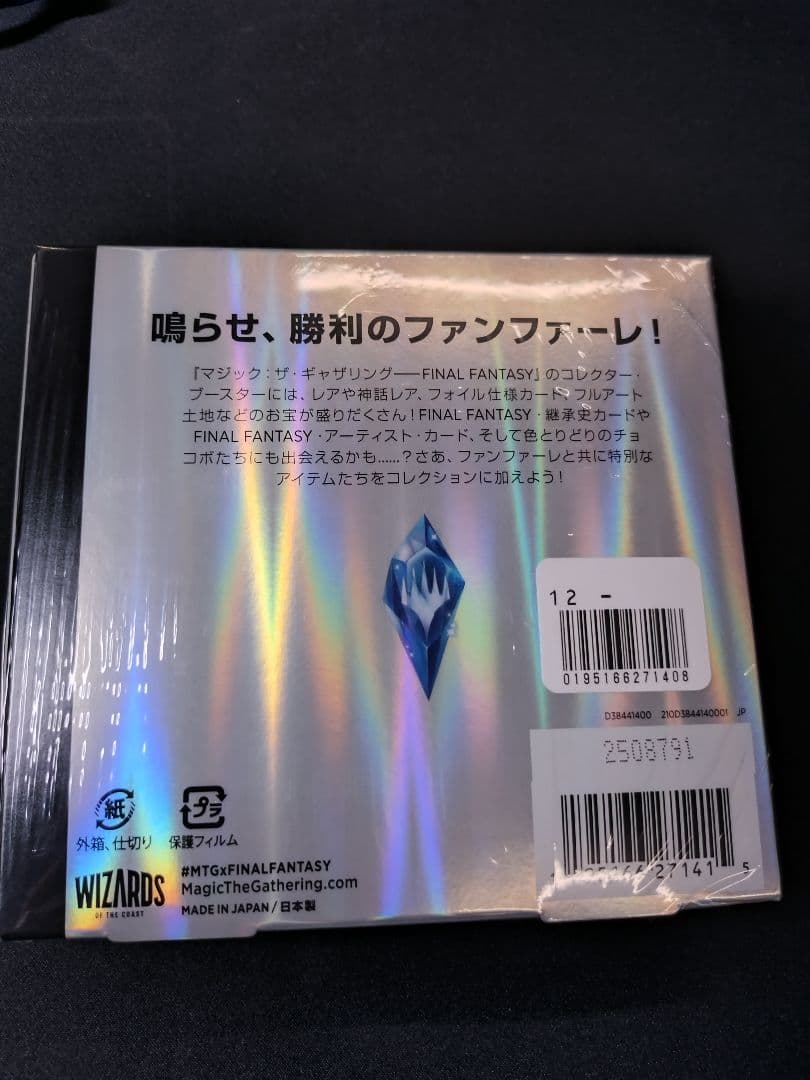 鳴らせ、勝利のファンファーレ！
『マジック：ザ・ギャザリング——FINAL FANTASY』のコレクター・
ブースターには、レアや神話レア、フォイル仕様カード、フルアート
土地などのお宝が盛りだくさん！FINAL FANTASY・継承史カードや
FINAL FANTASY・アーティスト・カード、そして色とりどりのチョ
コボたちにも出会えるかも……？さあ、ファンファーレと共に特別な
アイテムたちをコレクションに加えよう！
12 -
0195166271408
D38441400 210D3844140001 JP
2508791
27141 5
紙
プラ
外箱、仕切り 保護フィルム
#MTGxFINALFANTASY
MagicTheGathering.com
MADE IN JAPAN / 日本製
WIZARDS
OF THE COAST